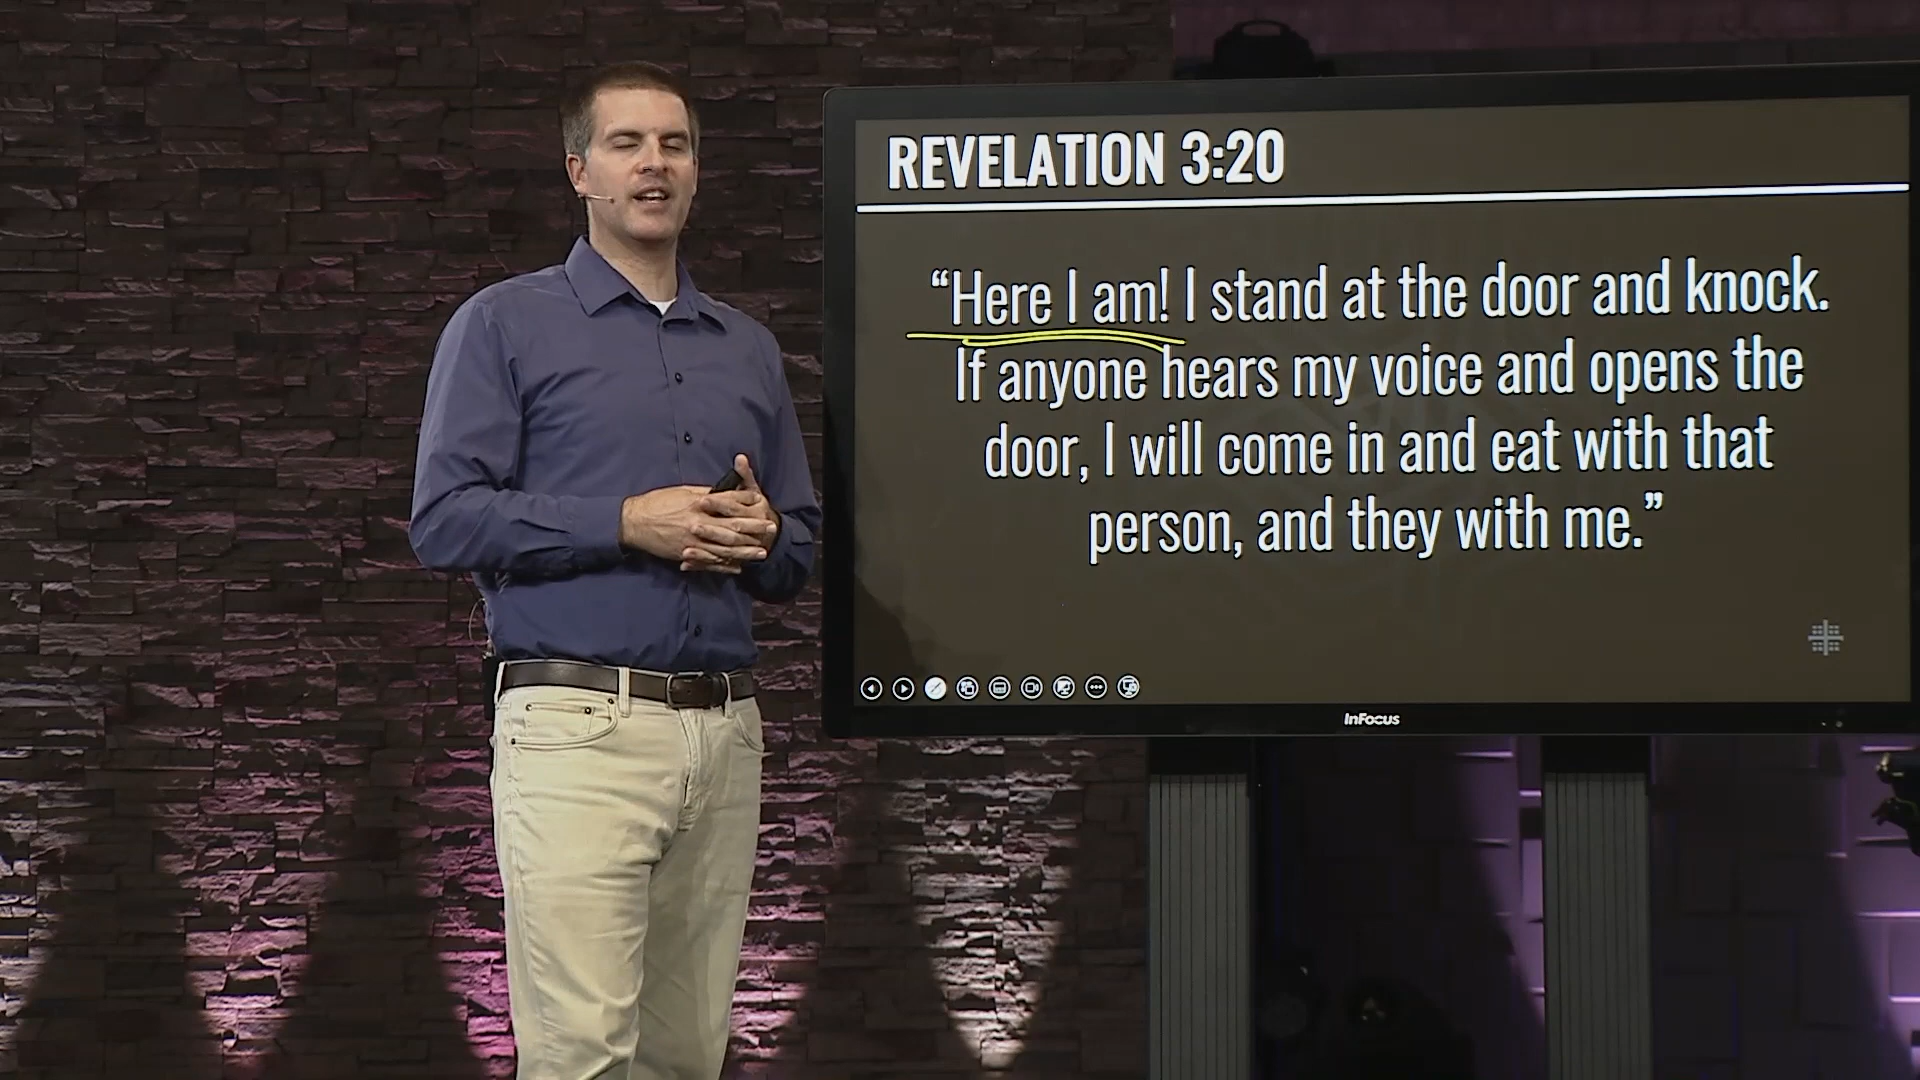 REVELATION 3:20
“Here I am! I stand at the door and knock.
If anyone hears my voice and opens the
door, I will come in and eat with that
person, and they with me.”
InFocus